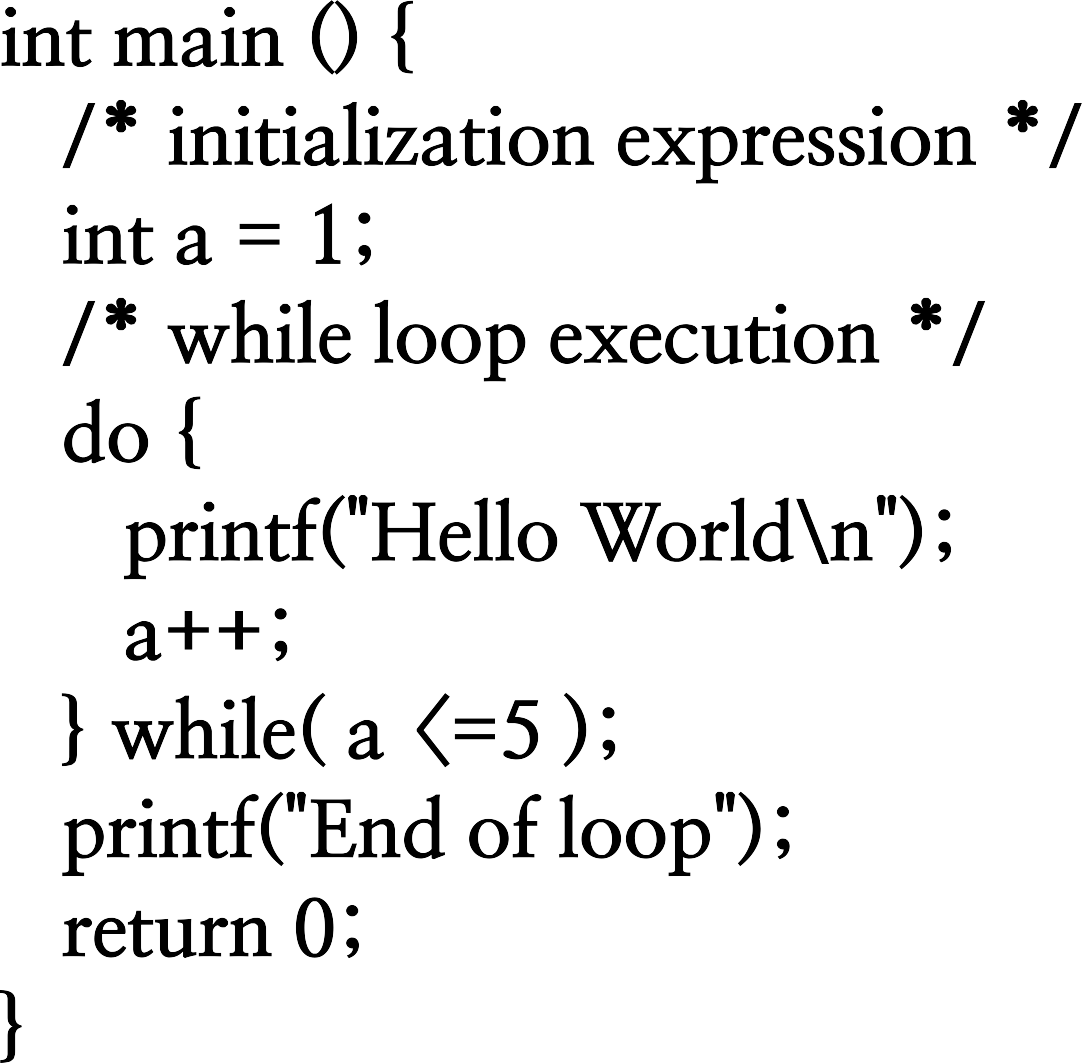 int main () {
/* initialization expression */
int a = 1;
/* while loop execution */
do {
printf("Hello World\n");
a++;
} while( a <=5 );
printf("End of loop");
return 0;
}